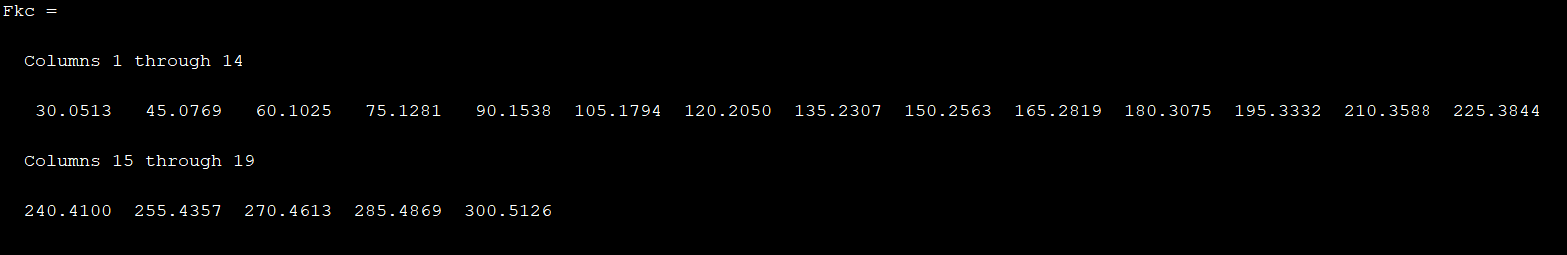 Fkc =
Columns 1 through 14
30.0513 45.0769 60.1025 75.1281 90.1538 105.1794 120.2050 135.2307 150.2563 165.2819 180.3075 195.3332 210.3588 225.3844
Columns 15 through 19
240.4100 255.4357 270.4613 285.4869 300.5126